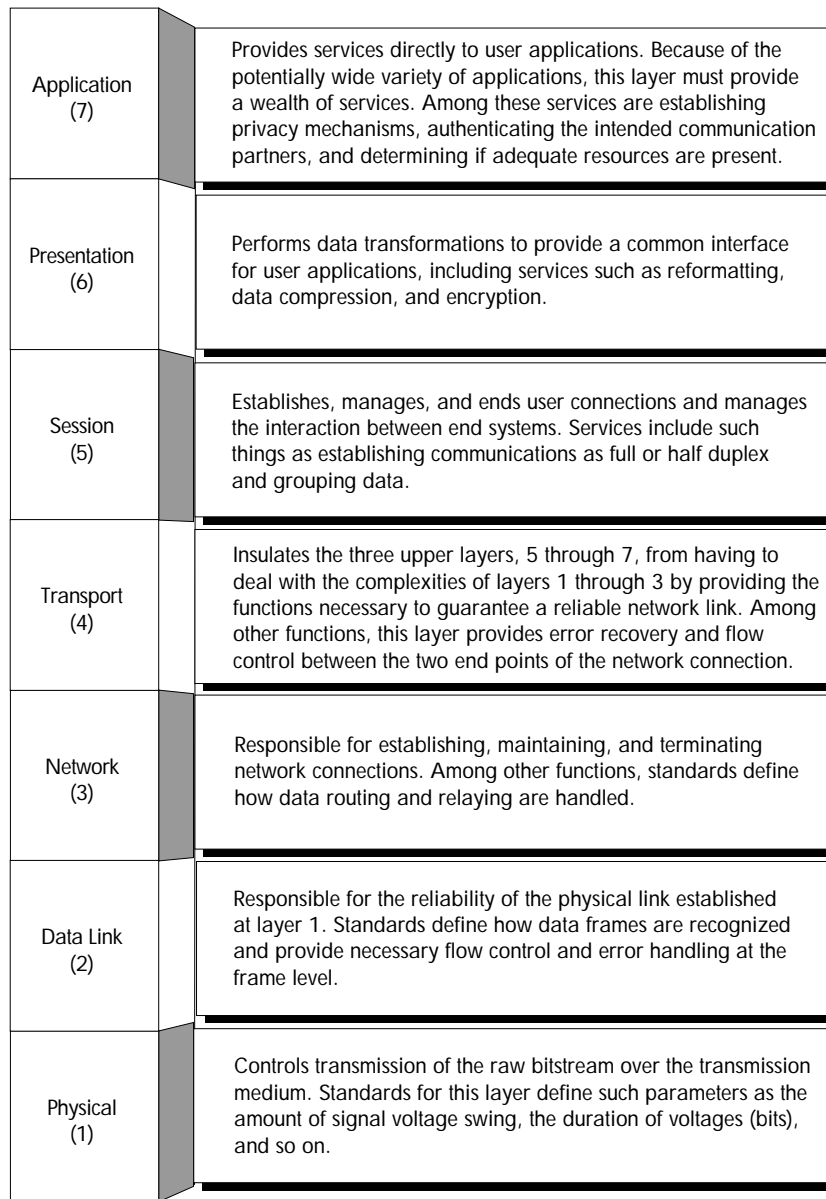 Application
(7)
Provides services directly to user applications. Because of the
potentially wide variety of applications, this layer must provide
a wealth of services. Among these services are establishing
privacy mechanisms, authenticating the intended communication
partners, and determining if adequate resources are present.
Presentation
(6)
Performs data transformations to provide a common interface
for user applications, including services such as reformatting,
data compression, and encryption.
Session
(5)
Establishes, manages, and ends user connections and manages
the interaction between end systems. Services include such
things as establishing communications as full or half duplex
and grouping data.
Transport
(4)
Insulates the three upper layers, 5 through 7, from having to
deal with the complexities of layers 1 through 3 by providing the
functions necessary to guarantee a reliable network link. Among
other functions, this layer provides error recovery and flow
control between the two end points of the network connection.
Network
(3)
Responsible for establishing, maintaining, and terminating
network connections. Among other functions, standards define
how data routing and relaying are handled.
Data Link
(2)
Responsible for the reliability of the physical link established
at layer 1. Standards define how data frames are recognized
and provide necessary flow control and error handling at the
frame level.
Physical
(1)
Controls transmission of the raw bitstream over the transmission
medium. Standards for this layer define such parameters as the
amount of signal voltage swing, the duration of voltages (bits),
and so on.